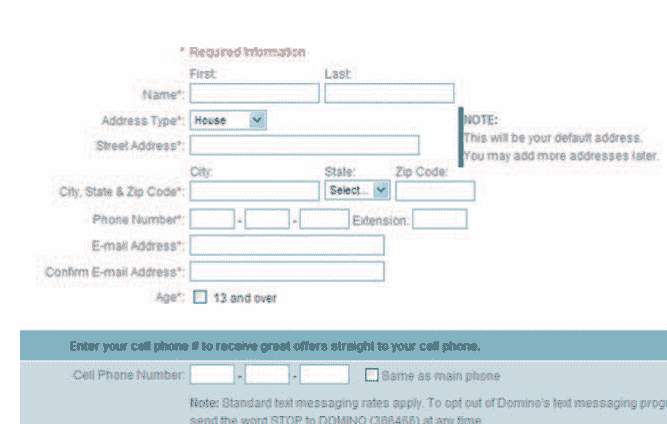 * Required Information
First: Last:
Name*:
Address Type*: House
NOTE:
This will be your default address.
You may add more addresses later.
Street Address*:
City: State: Zip Code:
City, State & Zip Code*: Select...
Phone Number*: - - Extension:
E-mail Address*:
Confirm E-mail Address*:
Age*: 13 and over
Enter your cell phone # to receive great offers straight to your cell phone.
Cell Phone Number: - - Same as main phone
Note: Standard text messaging rates apply. To opt out of Domino's text messaging progr
send the word STOP to DOMINO (366466) at any time.